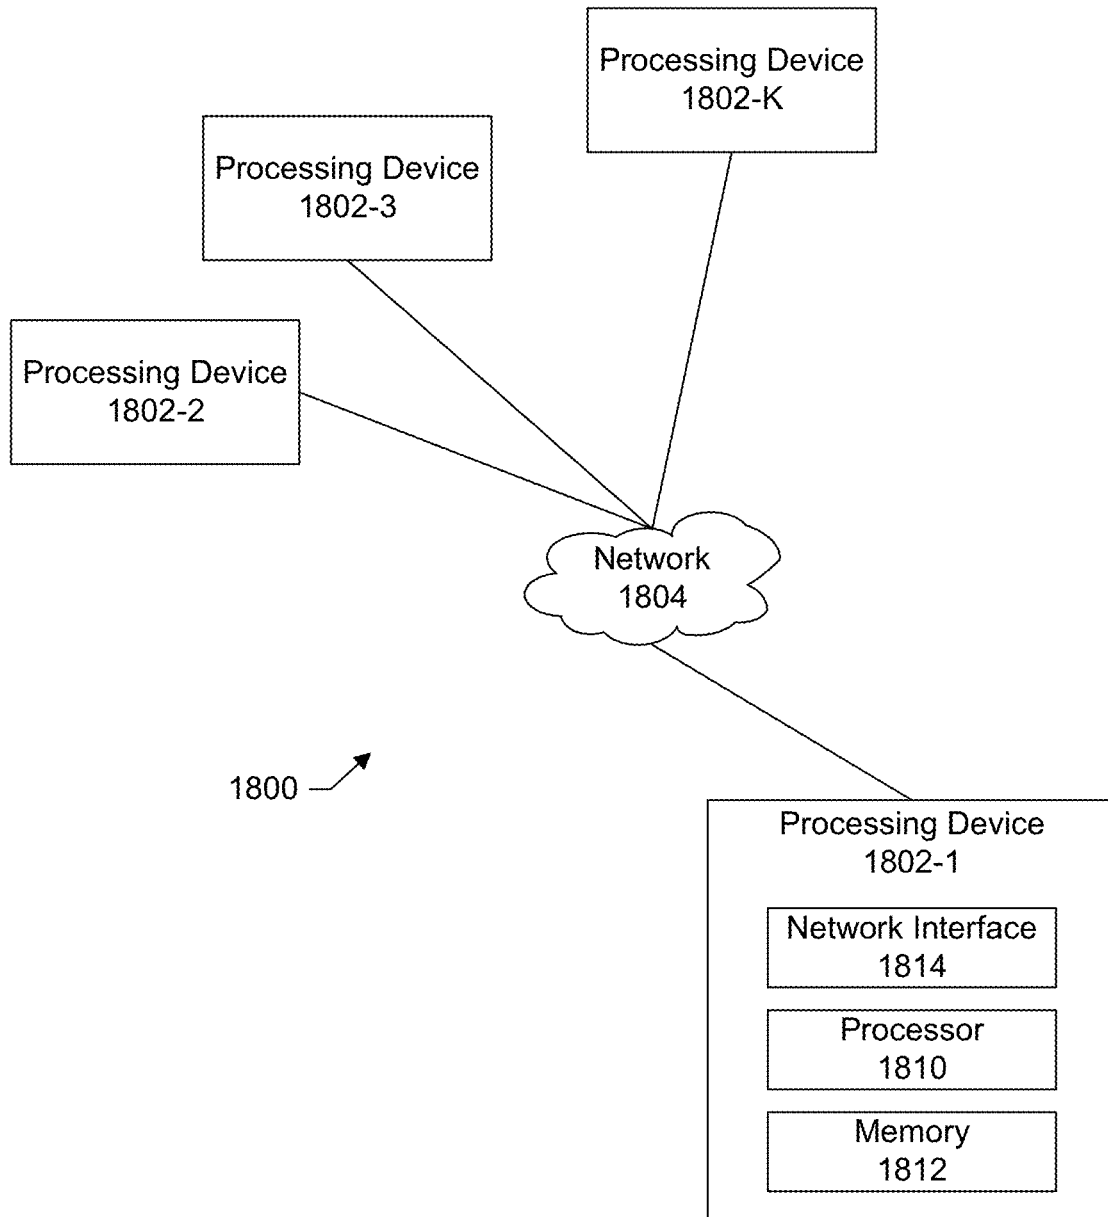 Processing Device
1802-K
Processing Device
1802-3
Processing Device
1802-2
Network
1804
1800
Processing Device
1802-1
Network Interface
1814
Processor
1810
Memory
1812